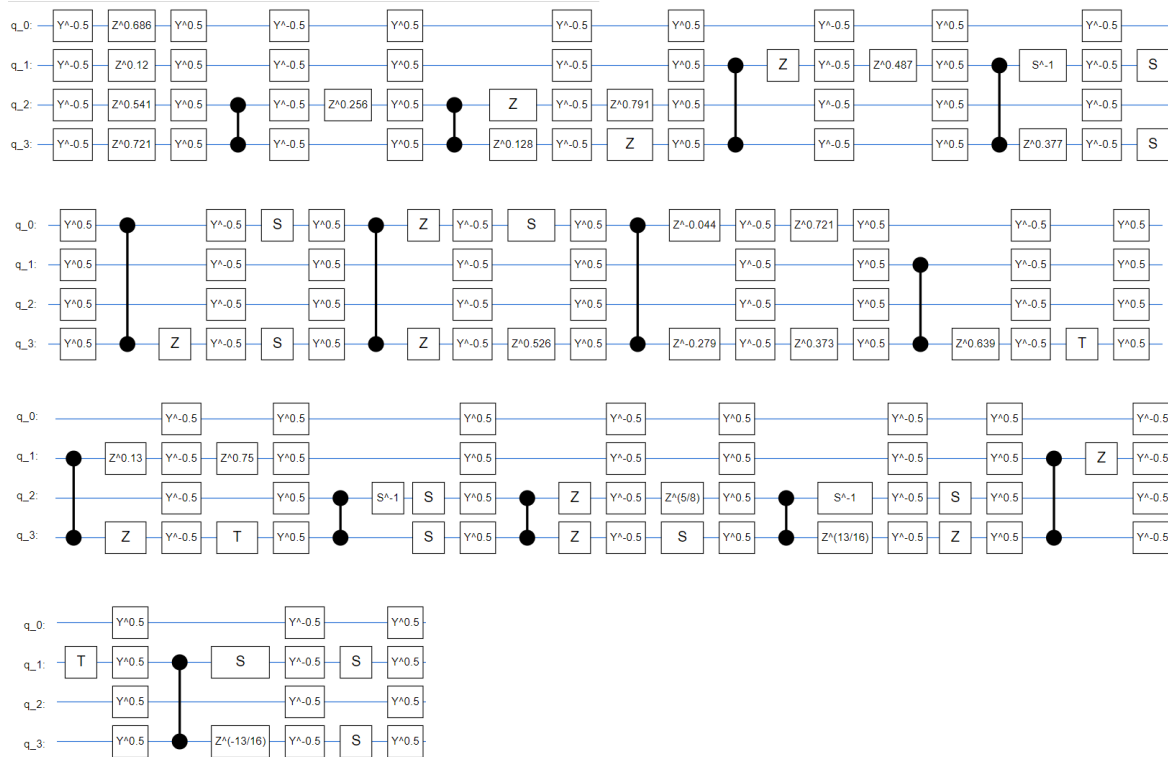 q_0: Y^-0.5 Z^0.686 Y^0.5 Y^-0.5 Y^0.5 Y^-0.5 Y^0.5 Y^-0.5 Y^0.5 Y^-0.5
q_1: Y^-0.5 Z^0.12 Y^0.5 Y^-0.5 Y^0.5 Y^-0.5 Y^0.5 Z Y^-0.5 Z^0.487 Y^0.5 S^-1 Y^-0.5 S
q_2: Y^-0.5 Z^0.541 Y^0.5 Y^-0.5 Z^0.256 Y^0.5 Z Y^-0.5 Z^0.791 Y^0.5 Y^-0.5 Y^0.5 Y^-0.5
q_3: Y^-0.5 Z^0.721 Y^0.5 Y^-0.5 Y^0.5 Z^0.128 Y^-0.5 Z Y^0.5 Y^-0.5 Y^0.5 Z^0.377 Y^-0.5 S
q_0: Y^0.5 Y^-0.5 S Y^0.5 Z Y^-0.5 S Y^0.5 Z^-0.044 Y^-0.5 Z^0.721 Y^0.5 Y^-0.5 Y^0.5
q_1: Y^0.5 Y^-0.5 Y^0.5 Y^-0.5 Y^0.5 Y^-0.5 Y^0.5 Y^-0.5 Y^0.5
q_2: Y^0.5 Y^-0.5 Y^0.5 Y^-0.5 Y^0.5 Y^-0.5 Y^0.5 Y^-0.5 Y^0.5
q_3: Y^0.5 Z Y^-0.5 S Y^0.5 Z Y^-0.5 Z^0.526 Y^0.5 Z^-0.279 Y^-0.5 Z^0.373 Y^0.5 Z^0.639 Y^-0.5 T Y^0.5
q_0: Y^-0.5 Y^0.5 Y^0.5 Y^-0.5 Y^0.5 Y^-0.5 Y^0.5 Y^-0.5
q_1: Z^0.13 Y^-0.5 Z^0.75 Y^0.5 Y^0.5 Y^-0.5 Y^0.5 Y^-0.5 Y^0.5 Z Y^-0.5
q_2: Y^-0.5 Y^0.5 S^-1 S Y^0.5 Z Y^-0.5 Z^(5/8) Y^0.5 S^-1 Y^-0.5 S Y^0.5 Y^-0.5
q_3: Z Y^-0.5 T Y^0.5 S Y^0.5 Z Y^-0.5 S Y^0.5 Z^(13/16) Y^-0.5 Z Y^0.5 Y^-0.5
q_0: Y^0.5 Y^-0.5 Y^0.5
q_1: T Y^0.5 S Y^-0.5 S Y^0.5
q_2: Y^0.5 Y^-0.5 Y^0.5
q_3: Y^0.5 Z^(-13/16) Y^-0.5 S Y^0.5